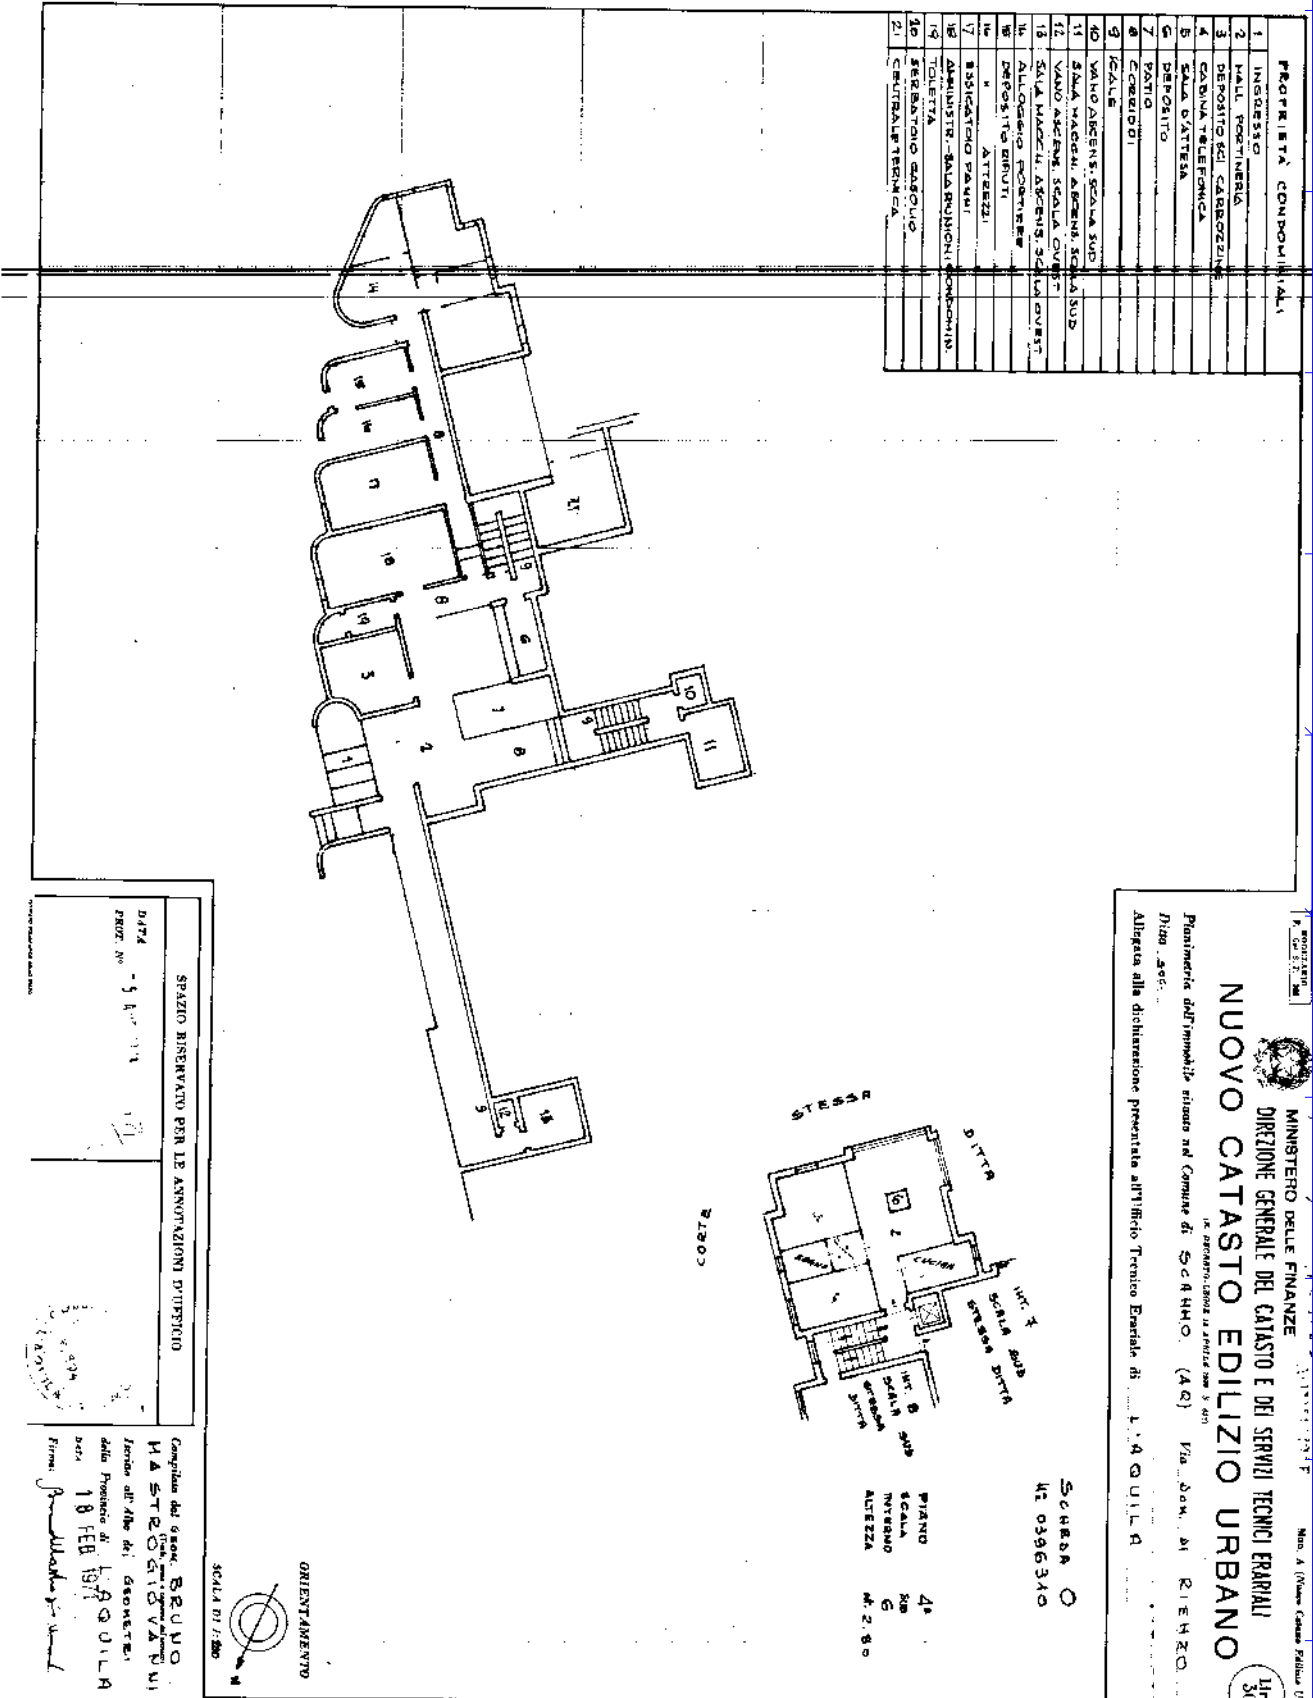 PROPRIETA' CONDOMINIALI
1 INGRESSO
2 HALL PORTINERIA
3 DEPOSITO SCI CARROZZINE
4 CABINA TELEFONICA
5 SALA D'ATTESA
6 DEPOSITO
7 PATIO
8 CORRIDOI
9 SCALE
10 VANO ASCENS. SCALA SUD
11 SALA MACCH. ASCENS. SCALA SUD
12 VANO ASCENS. SCALA OVEST
13 SALA MACCH. ASCENS. SCALA OVEST
14 ALLOGGIO PORTIERE
15 DEPOSITO RIFIUTI
16 " ATTREZZI
17 ESSICATOIO PANNI
18 AMMINISTR.-SALA RIUNIONI CONDOMIN.
19 TOLETTA
20 SERBATOIO GASOLIO
21 CENTRALE TERMICA
MINISTERO DELLE FINANZE
DIREZIONE GENERALE DEL CATASTO E DEI SERVIZI TECNICI ERARIALI
NUOVO CATASTO EDILIZIO URBANO
Planimetria dell'immobile situato nel Comune di SCANNO (AQ) Via DOM. DI RIENZO
Ditta soc.
Allegata alla dichiarazione presentata all'Ufficio Tecnico Erariale di L'AQUILA
SCHEDA O
N° 0396310
PIANO 4°
SCALA SUD
INTERNO 6
ALTEZZA M. 2.80
STESSA
DITTA
CORTE
BAGNO
CUCINA
INT. 7
SCALA SUD
STESSA DITTA
INT. 8
SCALA SUD
STESSA
DITTA
ORIENTAMENTO
N
SCALA DI 1:200
SPAZIO RISERVATO PER LE ANNOTAZIONI D'UFFICIO
DATA
PROT. N°
Compilata dal GEOM. BRUNO
MASTROGIOVANNI
Iscritto all'Albo dei GEOMETRI
della Provincia di L'AQUILA
DATA 18 FEB 1971
Firma: